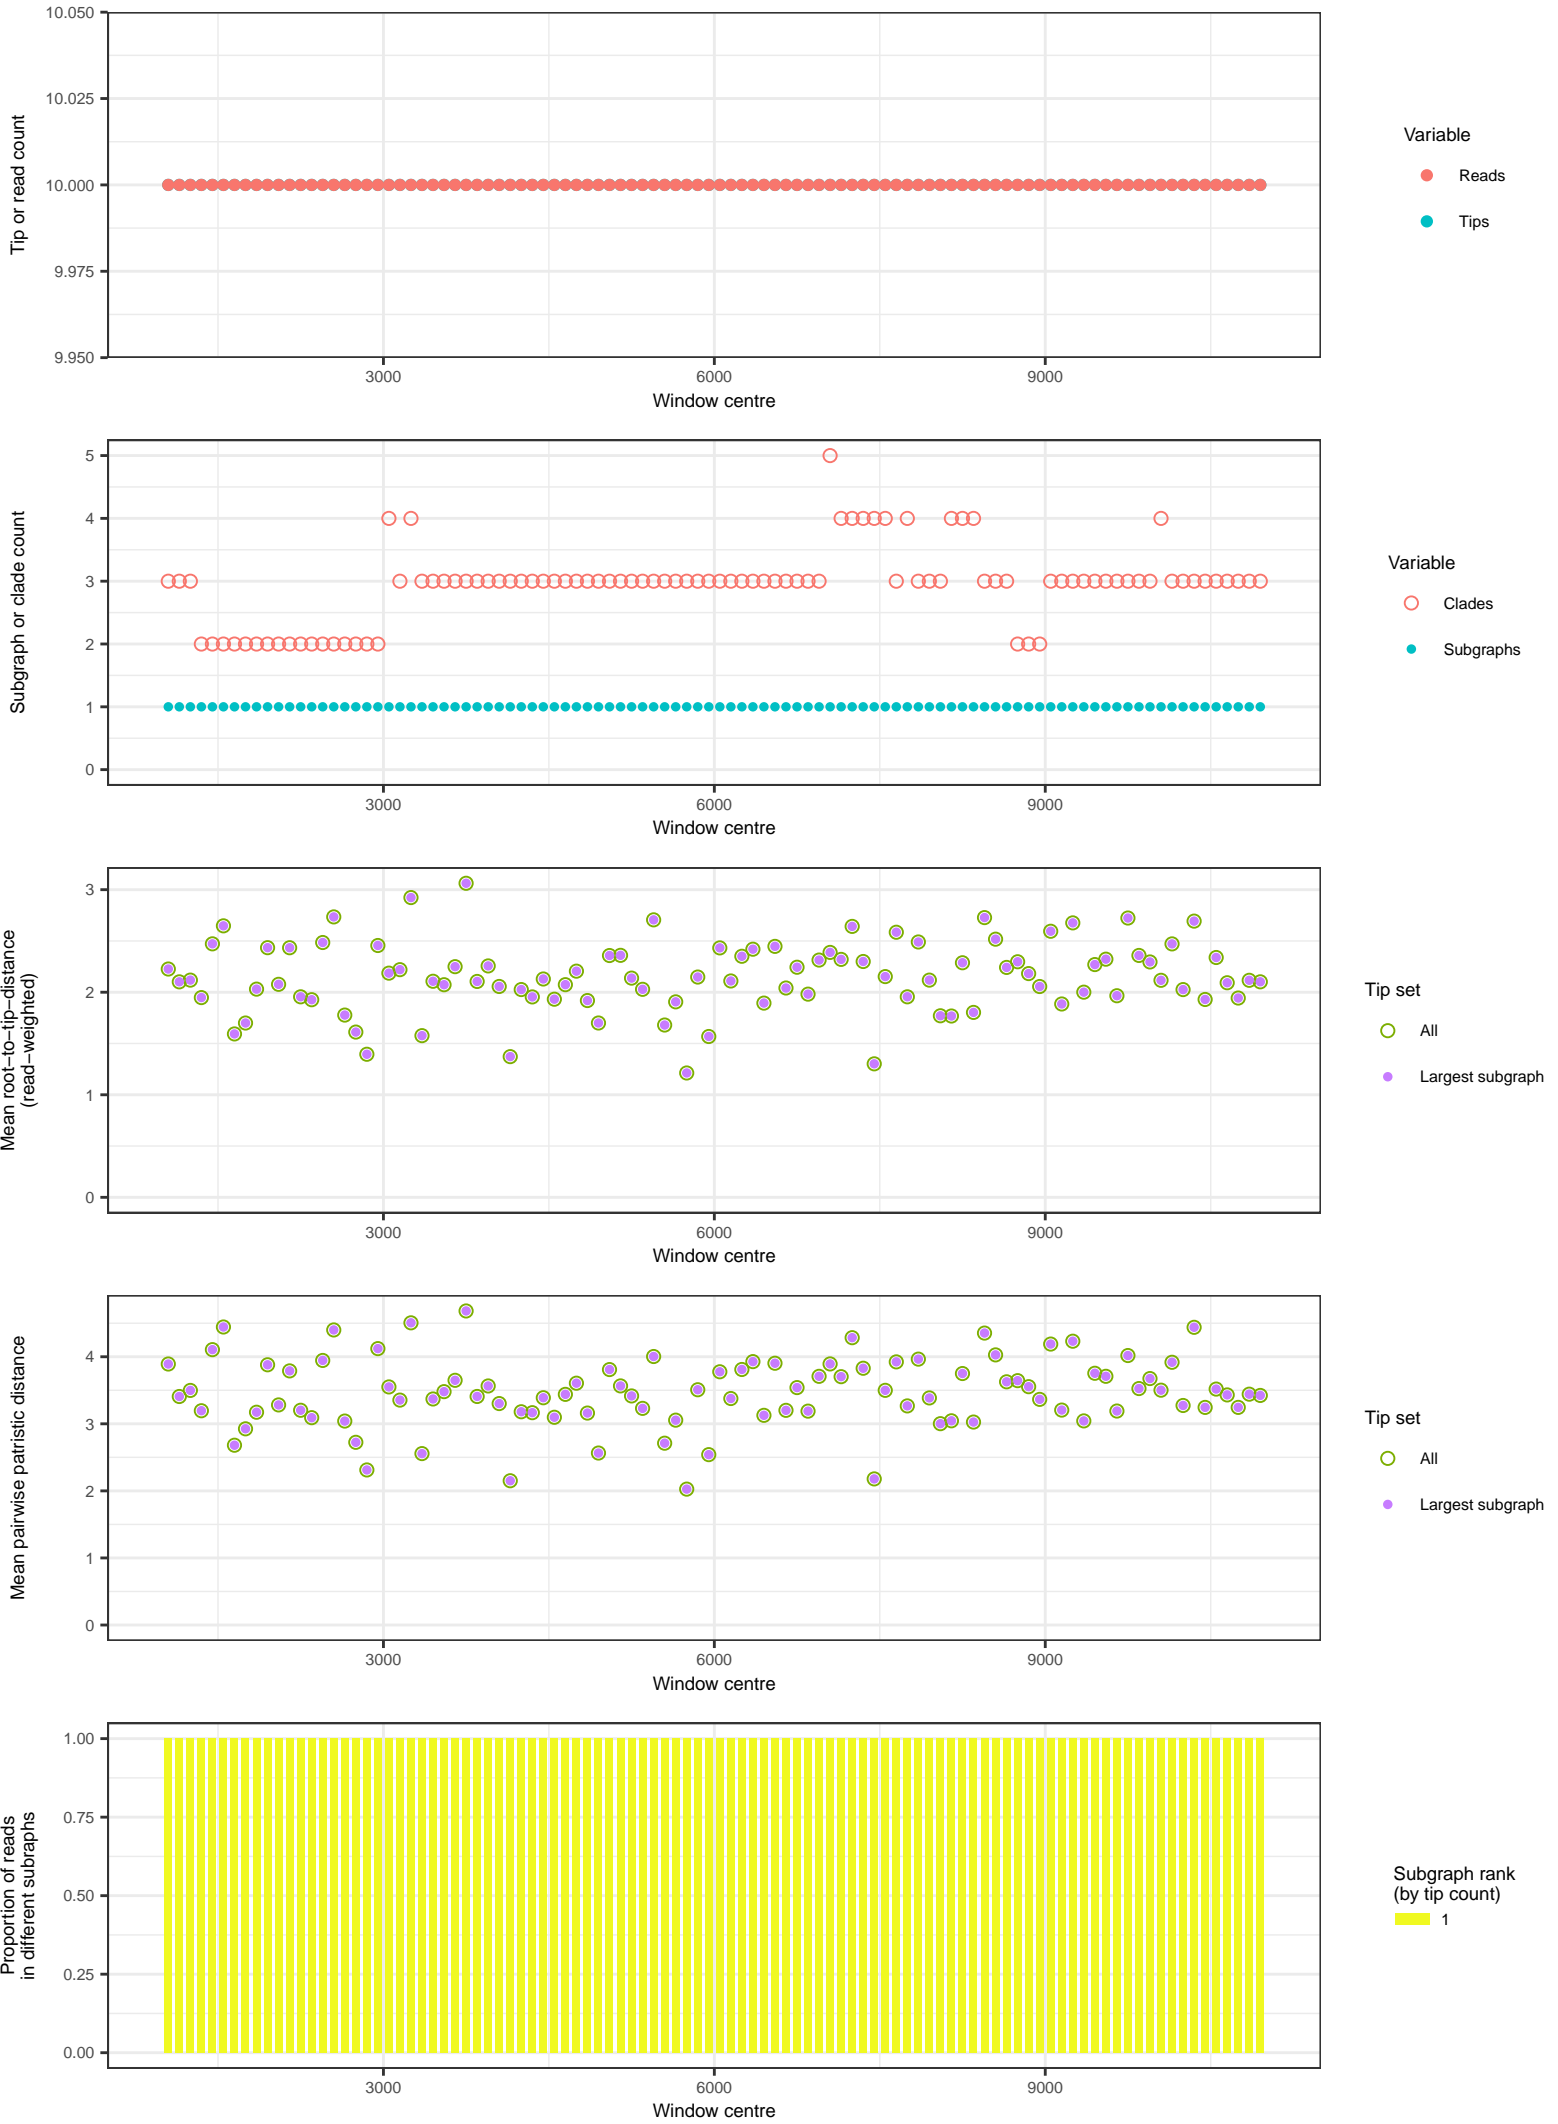 10.050
10.025
10.000
9.975
9.950
Tip or read count
3000
6000
9000
Window centre
Variable
Reads
Tips
5
4
3
2
1
0
Subgraph or clade count
3000
6000
9000
Window centre
Variable
Clades
Subgraphs
3
2
1
0
Mean root−to−tip−distance
(read−weighted)
3000
6000
9000
Window centre
Tip set
All
Largest subgraph
4
3
2
1
0
Mean pairwise patristic distance
3000
6000
9000
Window centre
Tip set
All
Largest subgraph
1.00
0.75
0.50
0.25
0.00
Proportion of reads
in different subraphs
3000
6000
9000
Window centre
Subgraph rank
(by tip count)
1